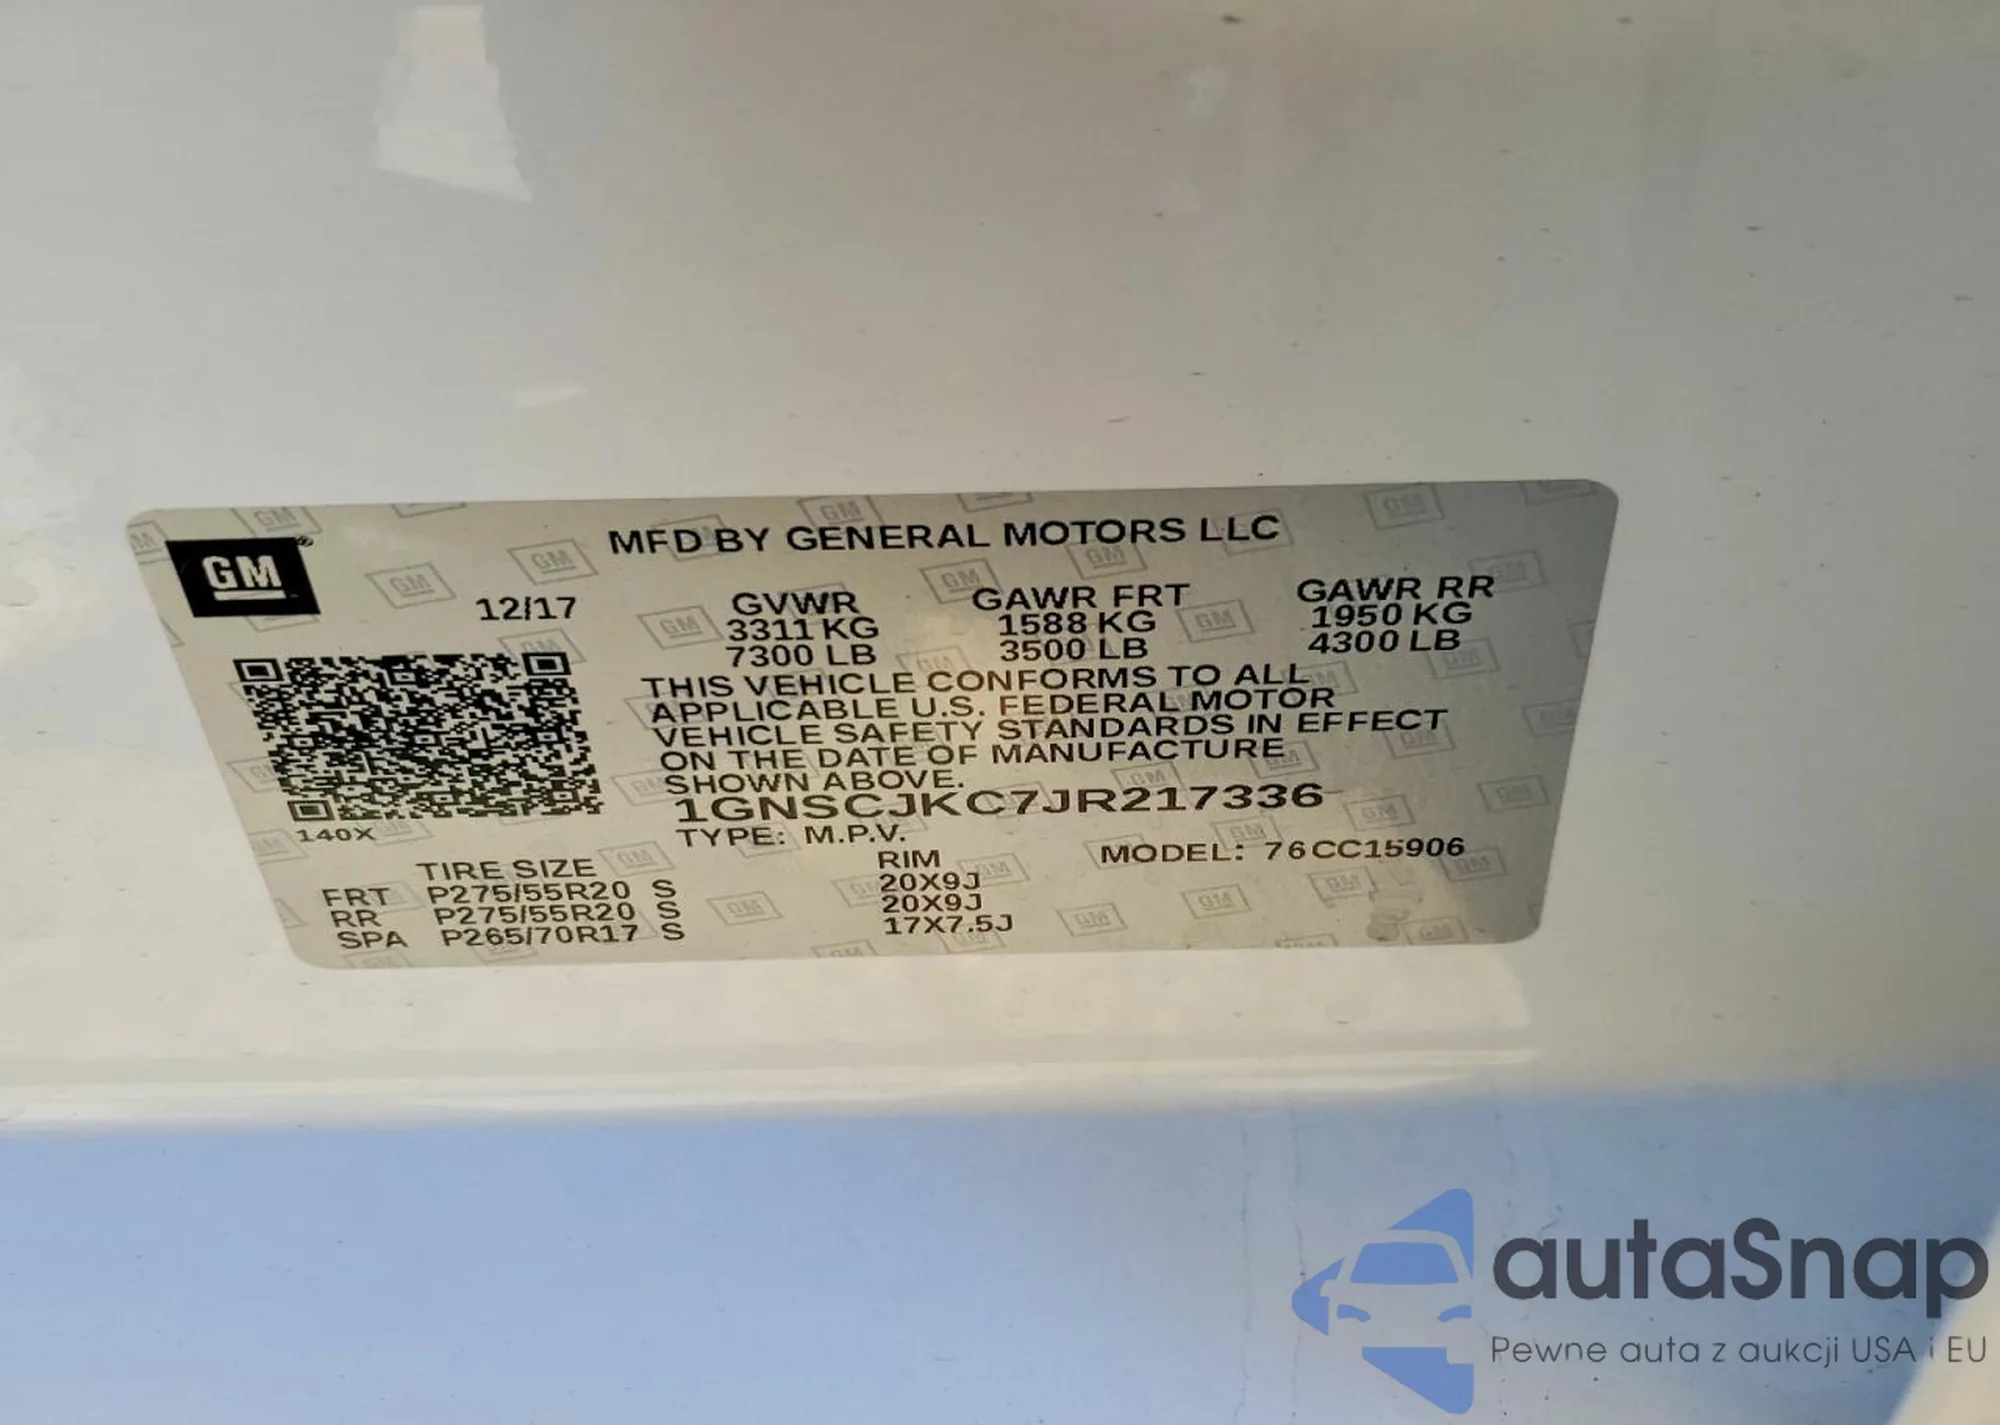 GM
MFD BY GENERAL MOTORS LLC
12/17
GVWR GAWR FRT GAWR RR
3311 KG 1588 KG 1950 KG
7300 LB 3500 LB 4300 LB
THIS VEHICLE CONFORMS TO ALL
APPLICABLE U.S. FEDERAL MOTOR
VEHICLE SAFETY STANDARDS IN EFFECT
ON THE DATE OF MANUFACTURE
SHOWN ABOVE.
1GNSCJKC7JR217336
140X
TYPE: M.P.V.
TIRE SIZE RIM MODEL: 76CC15906
FRT P275/55R20 S 20X9J
RR P275/55R20 S 20X9J
SPA P265/70R17 S 17X7.5J
autaSnap
Pewne auta z aukcji USA i EU